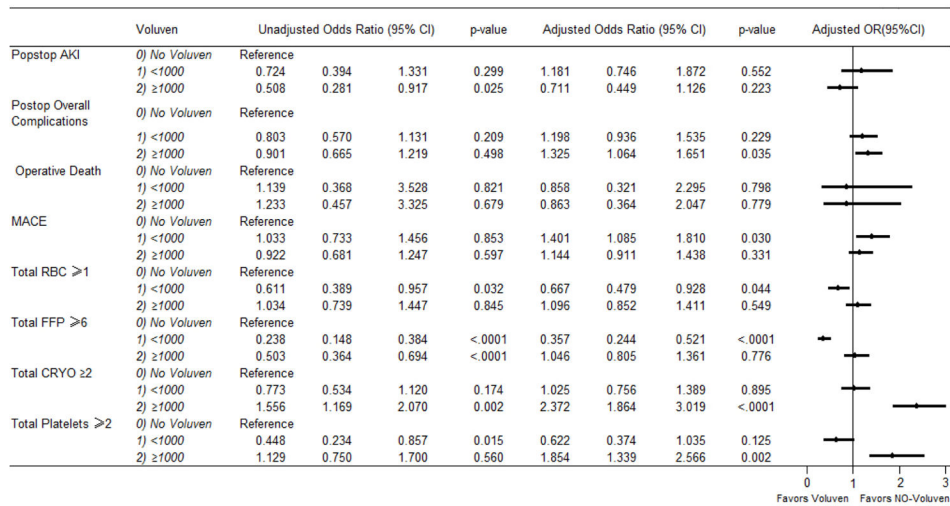 Voluven Unadjusted Odds Ratio (95% CI) p-value Adjusted Odds Ratio (95% CI) p-value Adjusted OR(95%CI)
Popstop AKI 0) No Voluven Reference
1) <1000 0.724 0.394 1.331 0.299 1.181 0.746 1.872 0.552
2) ≥1000 0.508 0.281 0.917 0.025 0.711 0.449 1.126 0.223
Postop Overall
Complications 0) No Voluven Reference
1) <1000 0.803 0.570 1.131 0.209 1.198 0.936 1.535 0.229
2) ≥1000 0.901 0.665 1.219 0.498 1.325 1.064 1.651 0.035
Operative Death 0) No Voluven Reference
1) <1000 1.139 0.368 3.528 0.821 0.858 0.321 2.295 0.798
2) ≥1000 1.233 0.457 3.325 0.679 0.863 0.364 2.047 0.779
MACE 0) No Voluven Reference
1) <1000 1.033 0.733 1.456 0.853 1.401 1.085 1.810 0.030
2) ≥1000 0.922 0.681 1.247 0.597 1.144 0.911 1.438 0.331
Total RBC ⩾1 0) No Voluven Reference
1) <1000 0.611 0.389 0.957 0.032 0.667 0.479 0.928 0.044
2) ≥1000 1.034 0.739 1.447 0.845 1.096 0.852 1.411 0.549
Total FFP ⩾6 0) No Voluven Reference
1) <1000 0.238 0.148 0.384 <.0001 0.357 0.244 0.521 <.0001
2) ≥1000 0.503 0.364 0.694 <.0001 1.046 0.805 1.361 0.776
Total CRYO ≥2 0) No Voluven Reference
1) <1000 0.773 0.534 1.120 0.174 1.025 0.756 1.389 0.895
2) ≥1000 1.556 1.169 2.070 0.002 2.372 1.864 3.019 <.0001
Total Platelets ⩾2 0) No Voluven Reference
1) <1000 0.448 0.234 0.857 0.015 0.622 0.374 1.035 0.125
2) ≥1000 1.129 0.750 1.700 0.560 1.854 1.339 2.566 0.002
0 1 2 3
Favors Voluven Favors NO-Voluven